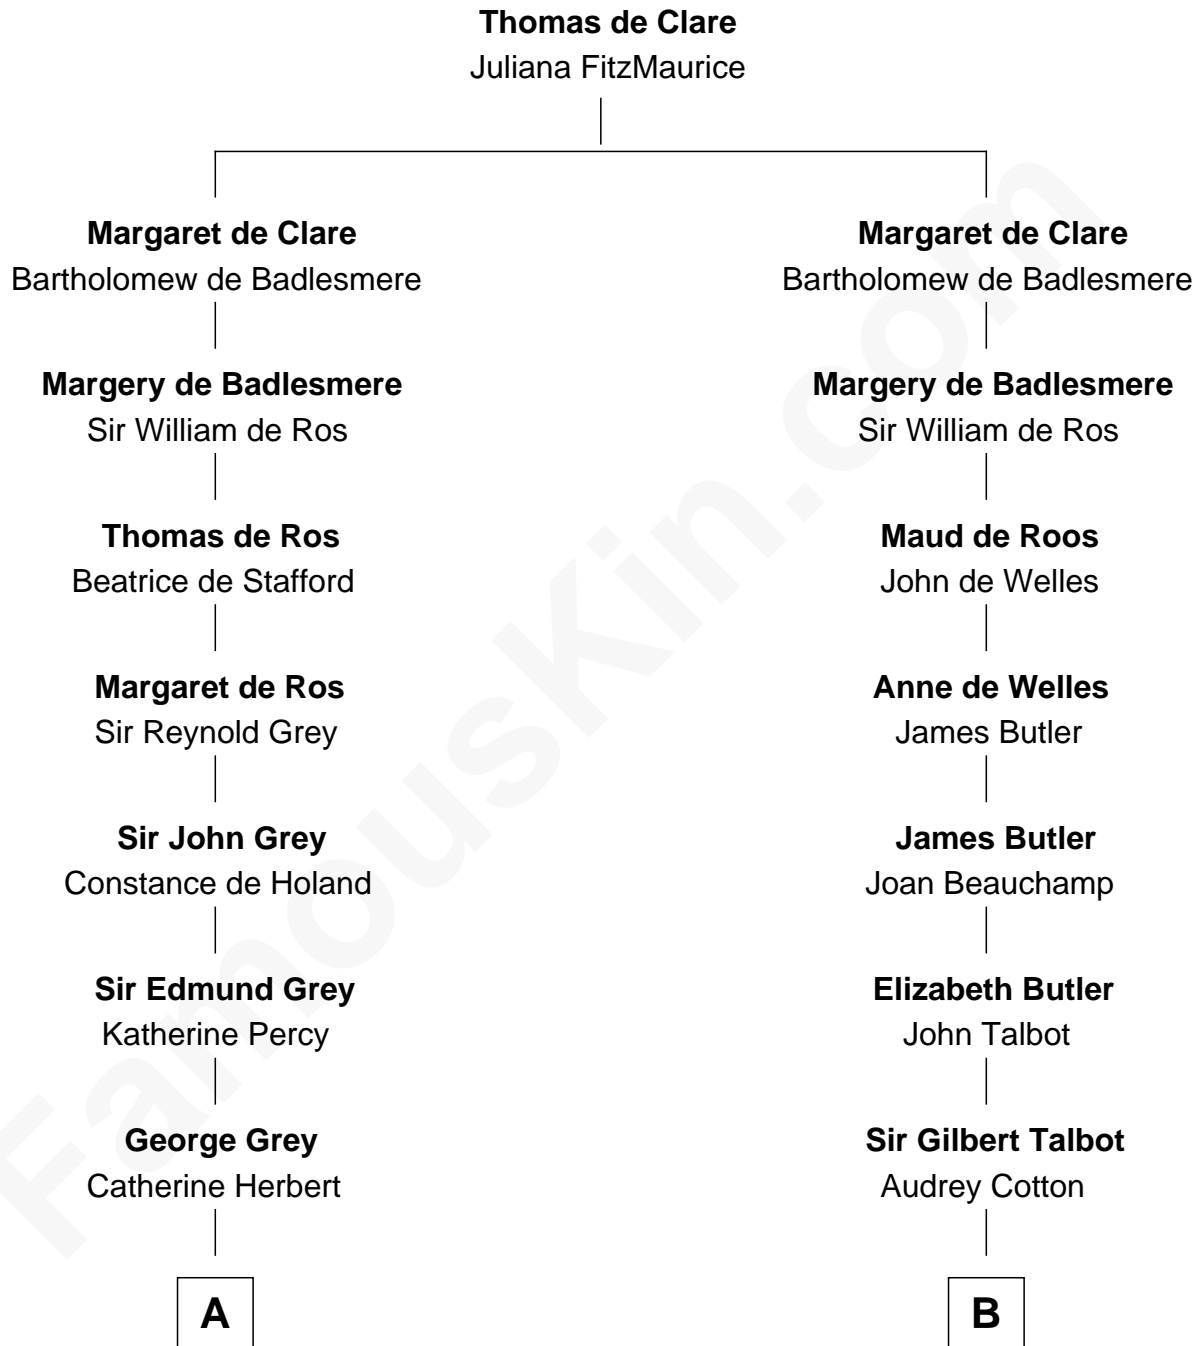 Thomas de Clare
Juliana FitzMaurice
Margaret de Clare
Bartholomew de Badlesmere
Margery de Badlesmere
Sir William de Ros
Thomas de Ros
Beatrice de Stafford
Margaret de Ros
Sir Reynold Grey
Sir John Grey
Constance de Holand
Sir Edmund Grey
Katherine Percy
George Grey
Catherine Herbert
A
Margaret de Clare
Bartholomew de Badlesmere
Margery de Badlesmere
Sir William de Ros
Maud de Roos
John de Welles
Anne de Welles
James Butler
James Butler
Joan Beauchamp
Elizabeth Butler
John Talbot
Sir Gilbert Talbot
Audrey Cotton
B
FamousKin.com